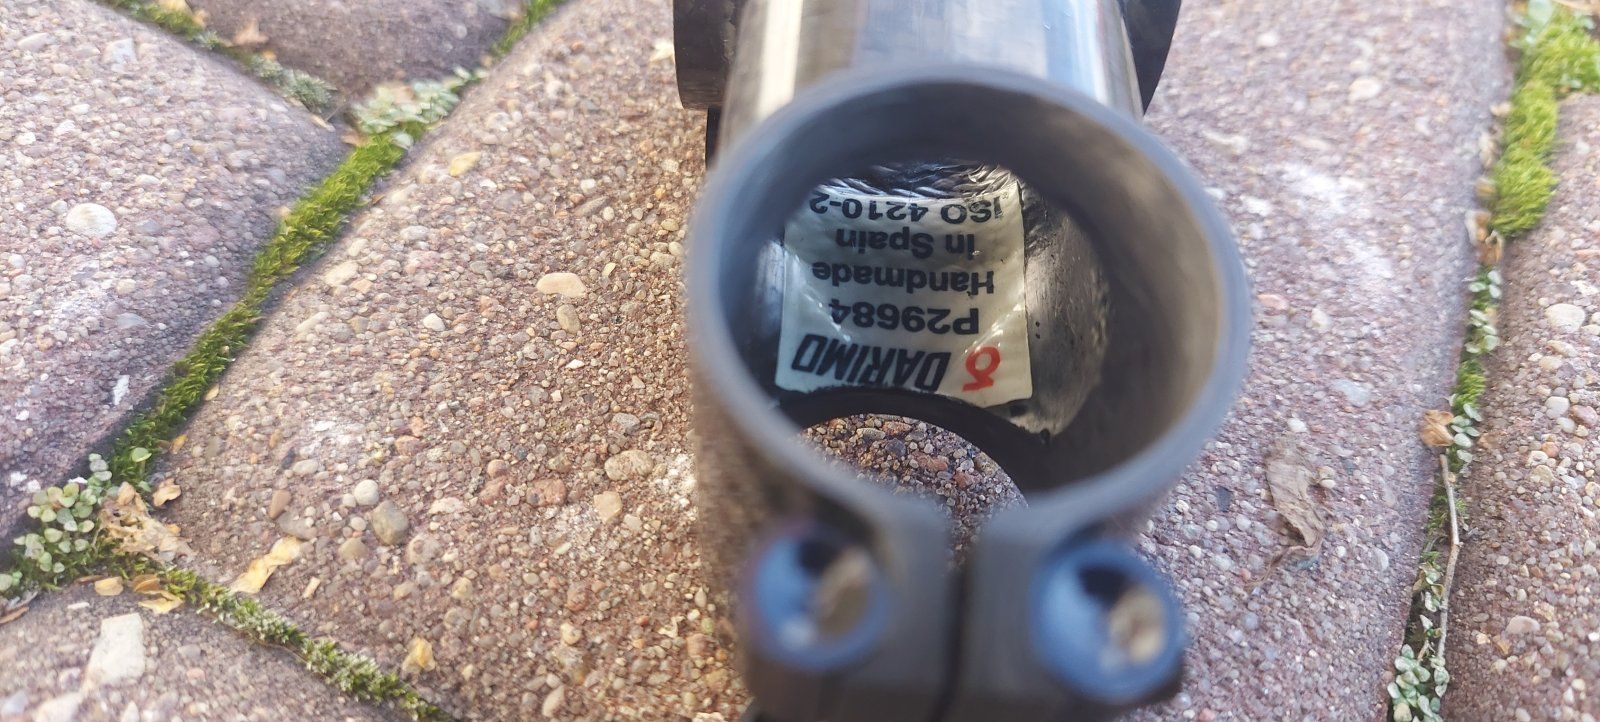 DARIMO
P29684
Handmade
in Spain
ISO 4210-2